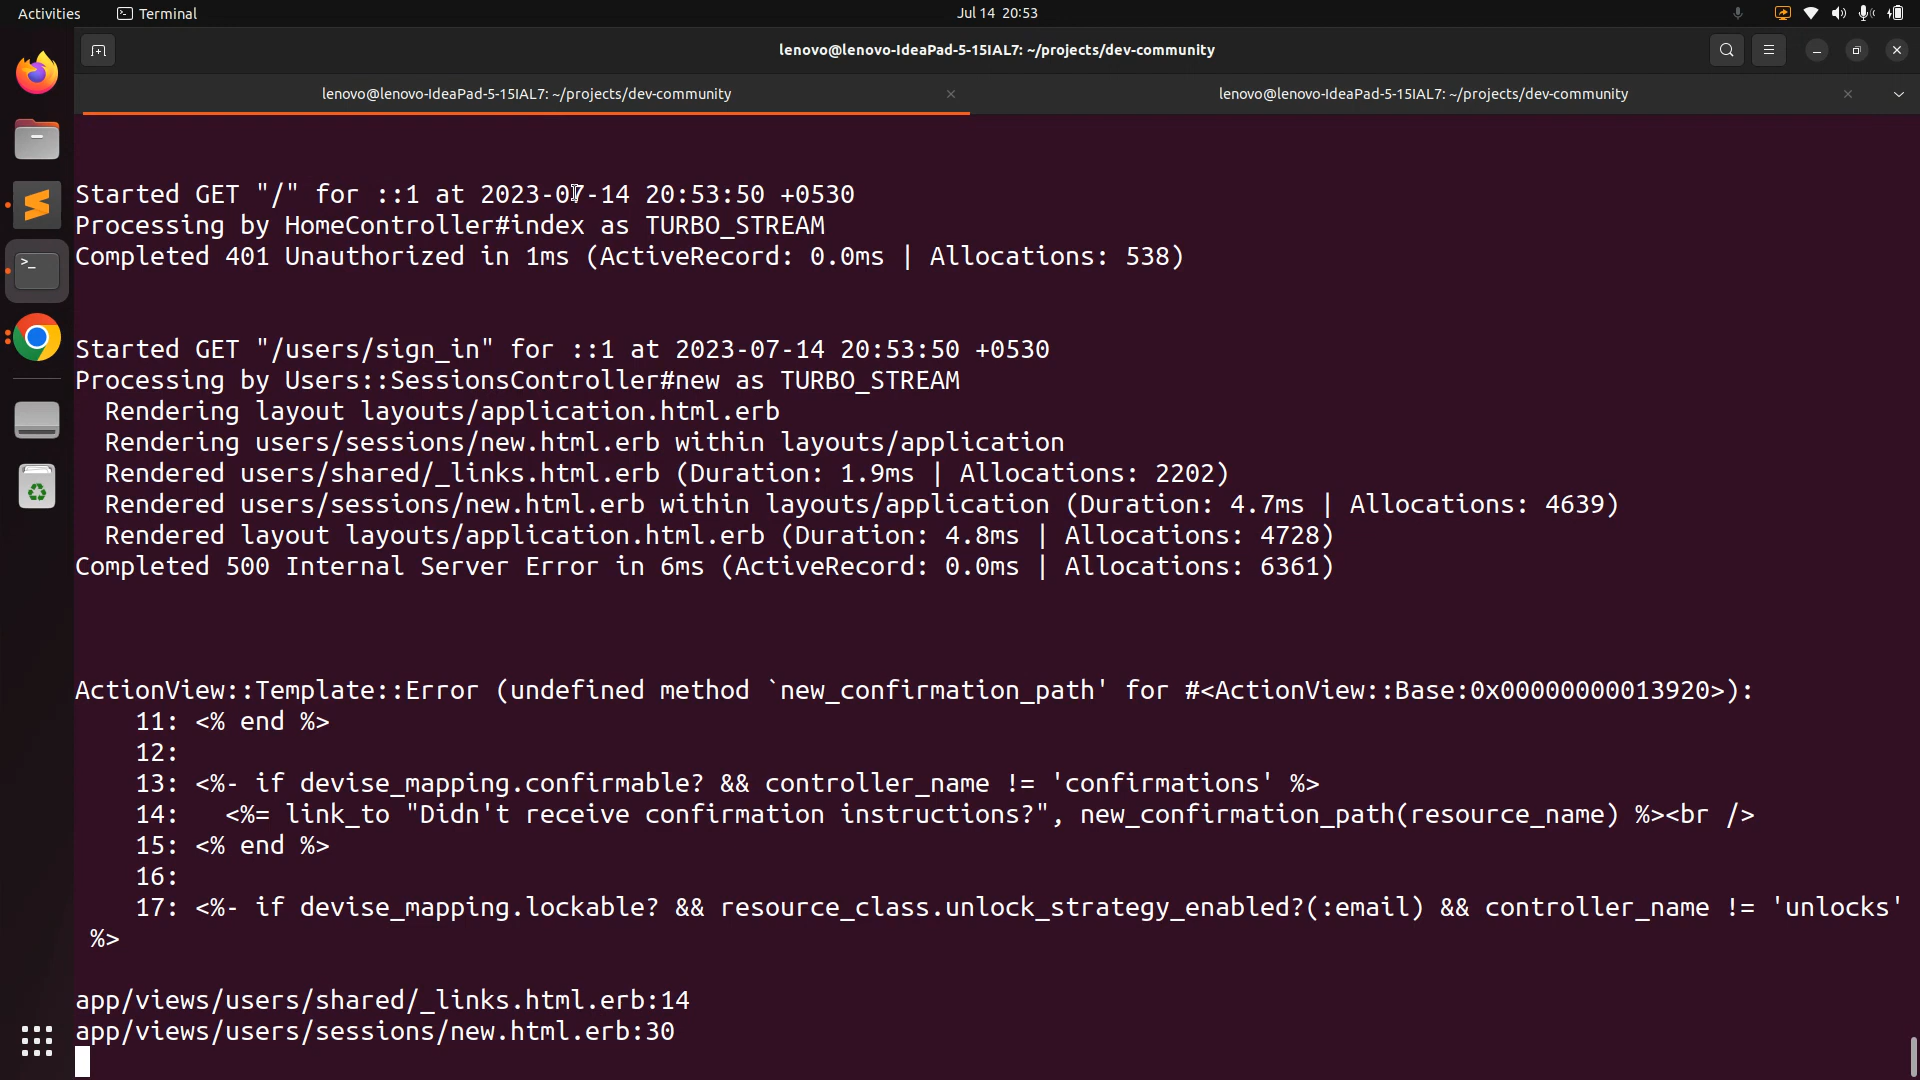 Activities
Terminal
Jul 14 20:53
lenovo@lenovo-IdeaPad-5-15IAL7: ~/projects/dev-community
lenovo@lenovo-IdeaPad-5-15IAL7: ~/projects/dev-community
lenovo@lenovo-IdeaPad-5-15IAL7: ~/projects/dev-community
Started GET "/" for ::1 at 2023-07-14 20:53:50 +0530
Processing by HomeController#index as TURBO_STREAM
Completed 401 Unauthorized in 1ms (ActiveRecord: 0.0ms | Allocations: 538)
Started GET "/users/sign_in" for ::1 at 2023-07-14 20:53:50 +0530
Processing by Users::SessionsController#new as TURBO_STREAM
  Rendering layout layouts/application.html.erb
  Rendering users/sessions/new.html.erb within layouts/application
  Rendered users/shared/_links.html.erb (Duration: 1.9ms | Allocations: 2202)
  Rendered users/sessions/new.html.erb within layouts/application (Duration: 4.7ms | Allocations: 4639)
  Rendered layout layouts/application.html.erb (Duration: 4.8ms | Allocations: 4728)
Completed 500 Internal Server Error in 6ms (ActiveRecord: 0.0ms | Allocations: 6361)
ActionView::Template::Error (undefined method `new_confirmation_path' for #<ActionView::Base:0x00000000013920>):
    11: <% end %>
    12:
    13: <%- if devise_mapping.confirmable? && controller_name != 'confirmations' %>
    14:   <%= link_to "Didn't receive confirmation instructions?", new_confirmation_path(resource_name) %><br />
    15: <% end %>
    16:
    17: <%- if devise_mapping.lockable? && resource_class.unlock_strategy_enabled?(:email) && controller_name != 'unlocks'
 %>
app/views/users/shared/_links.html.erb:14
app/views/users/sessions/new.html.erb:30